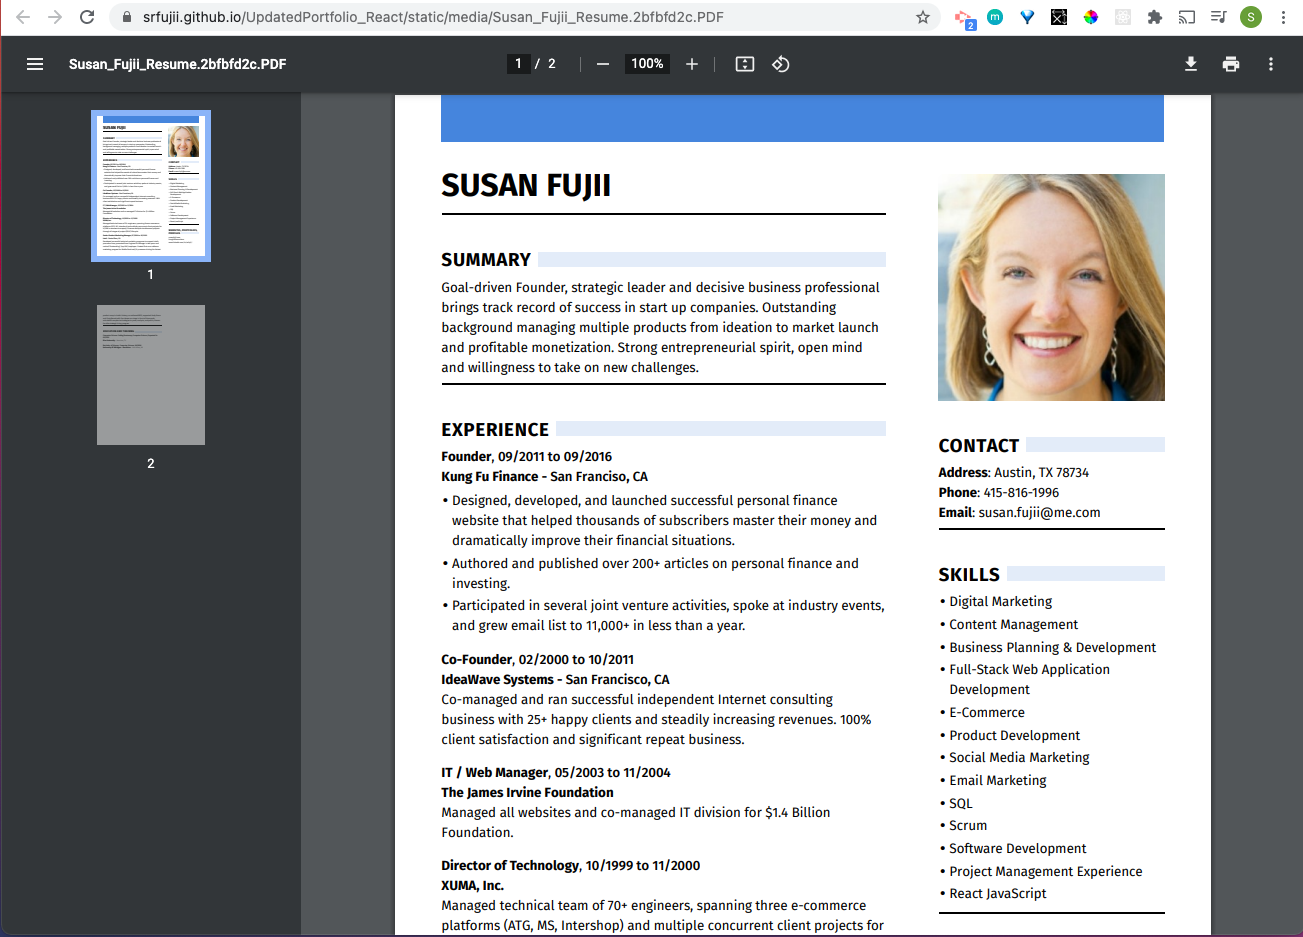 srfujii.github.io/UpdatedPortfolio_React/static/media/Susan_Fujii_Resume.2bfbfd2c.PDF
2
m
S
Susan_Fujii_Resume.2bfbfd2c.PDF
1 / 2
100%
SUSAN FUJII
1
2
SUSAN FUJII
SUMMARY
Goal-driven Founder, strategic leader and decisive business professional
brings track record of success in start up companies. Outstanding
background managing multiple products from ideation to market launch
and profitable monetization. Strong entrepreneurial spirit, open mind
and willingness to take on new challenges.
EXPERIENCE
Founder, 09/2011 to 09/2016
Kung Fu Finance - San Franciso, CA
• Designed, developed, and launched successful personal finance
website that helped thousands of subscribers master their money and
dramatically improve their financial situations.
• Authored and published over 200+ articles on personal finance and
investing.
• Participated in several joint venture activities, spoke at industry events,
and grew email list to 11,000+ in less than a year.
Co-Founder, 02/2000 to 10/2011
IdeaWave Systems - San Francisco, CA
Co-managed and ran successful independent Internet consulting
business with 25+ happy clients and steadily increasing revenues. 100%
client satisfaction and significant repeat business.
IT / Web Manager, 05/2003 to 11/2004
The James Irvine Foundation
Managed all websites and co-managed IT division for $1.4 Billion
Foundation.
Director of Technology, 10/1999 to 11/2000
XUMA, Inc.
Managed technical team of 70+ engineers, spanning three e-commerce
platforms (ATG, MS, Intershop) and multiple concurrent client projects for
CONTACT
Address: Austin, TX 78734
Phone: 415-816-1996
Email: susan.fujii@me.com
SKILLS
• Digital Marketing
• Content Management
• Business Planning & Development
• Full-Stack Web Application
Development
• E-Commerce
• Product Development
• Social Media Marketing
• Email Marketing
• SQL
• Scrum
• Software Development
• Project Management Experience
• React JavaScript